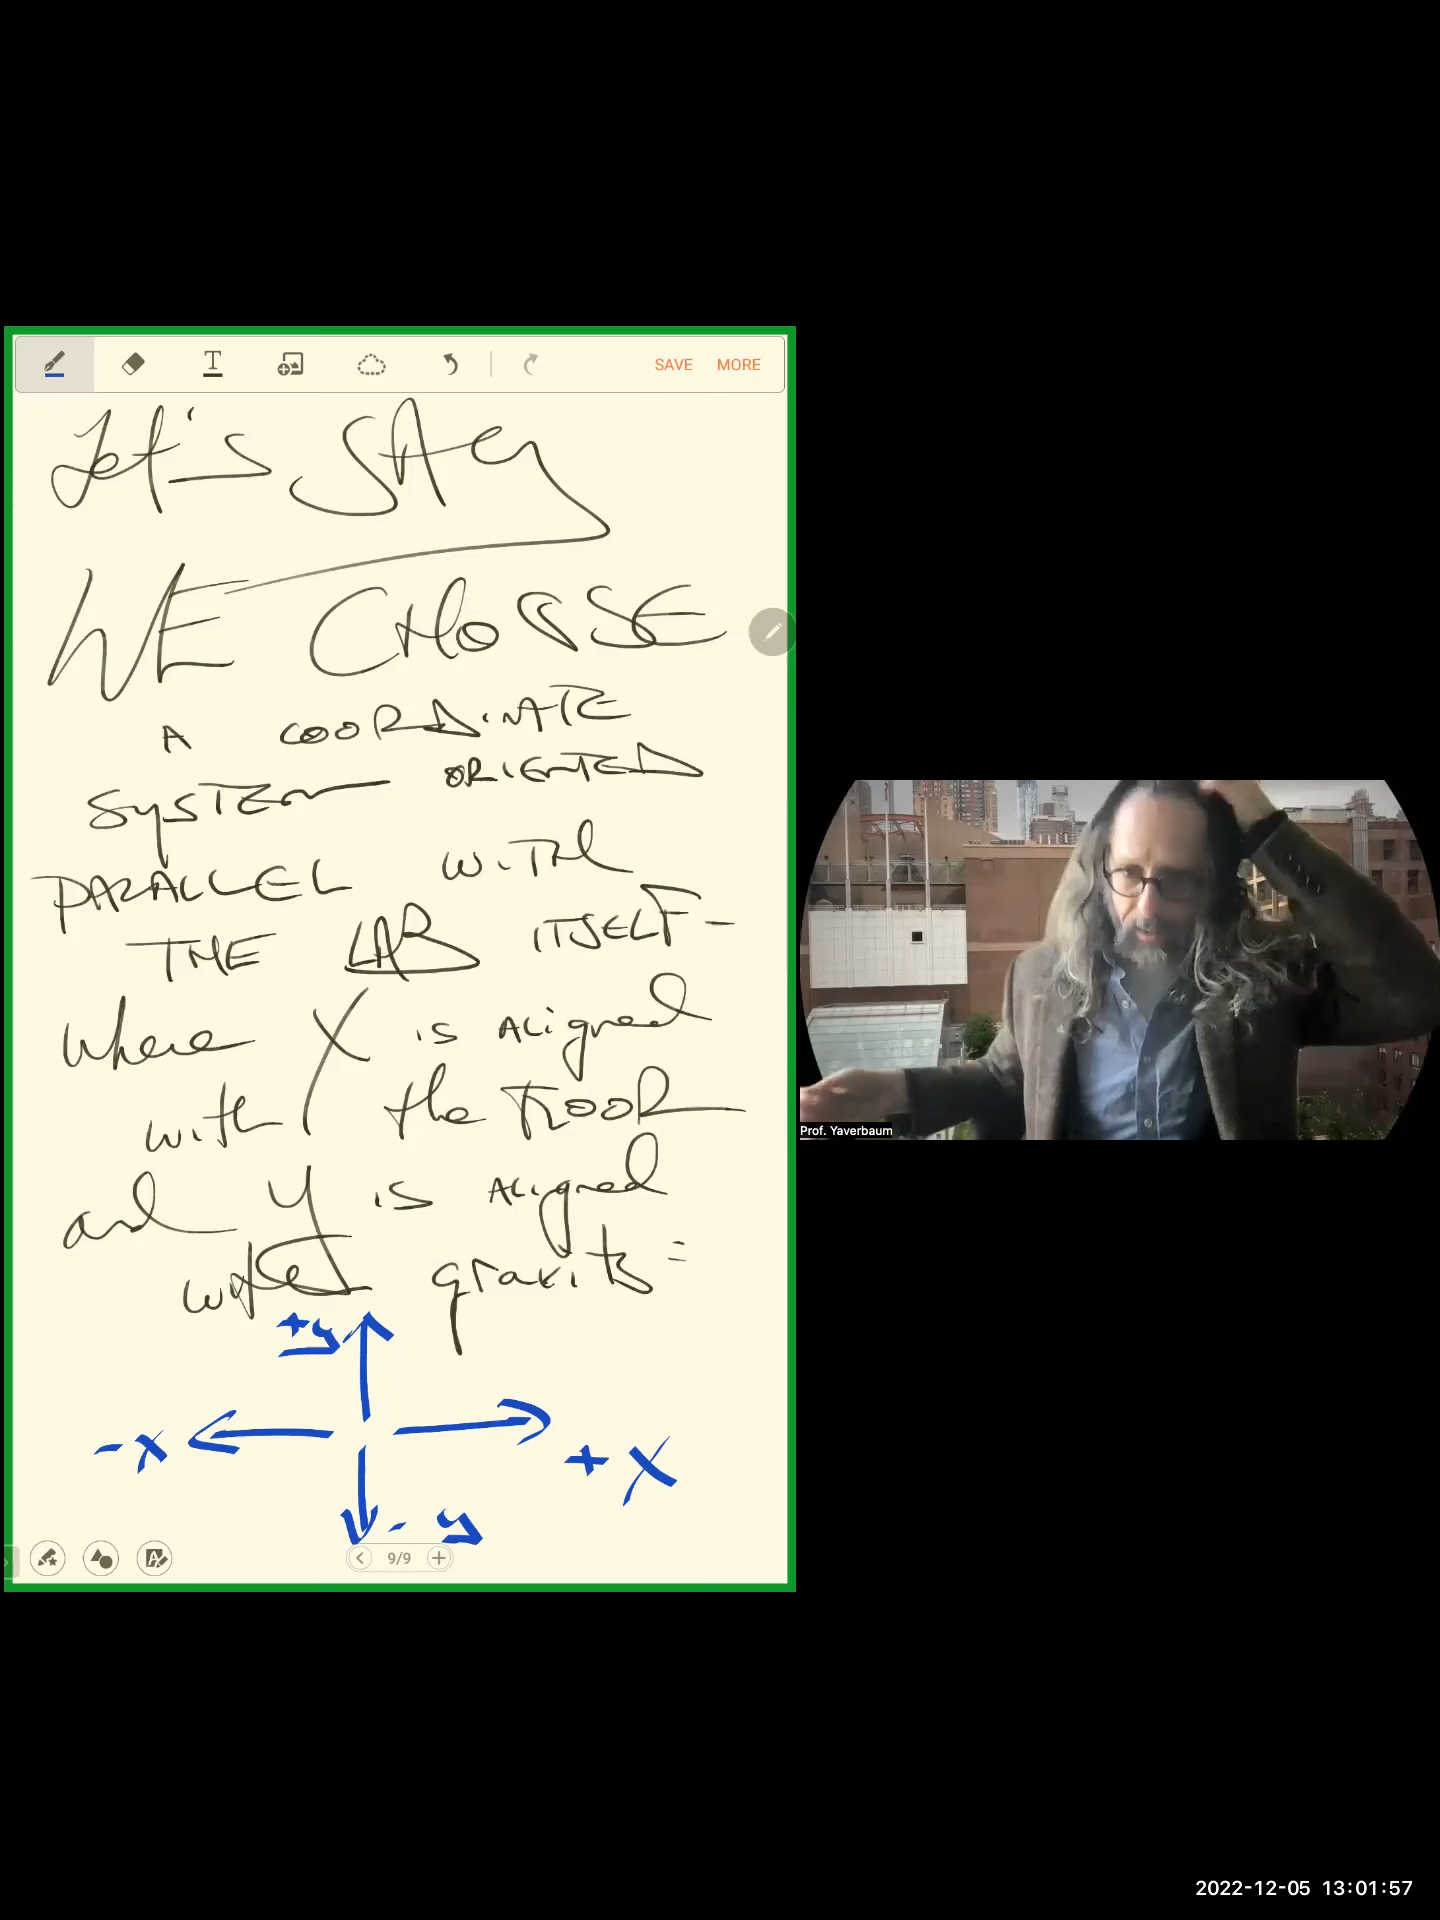 SAVE MORE
Let's SAy
WE CHOOSE
A COORDINATE
SYSTEM ORIENTED
PARALLEL WITH
THE LAB ITSELF-
where X is ALigned
with the FLOOR
and y is ALigned
with gravity =
+y
-x
+x
-y
9/9
Prof. Yaverbaum
2022-12-05 13:01:57